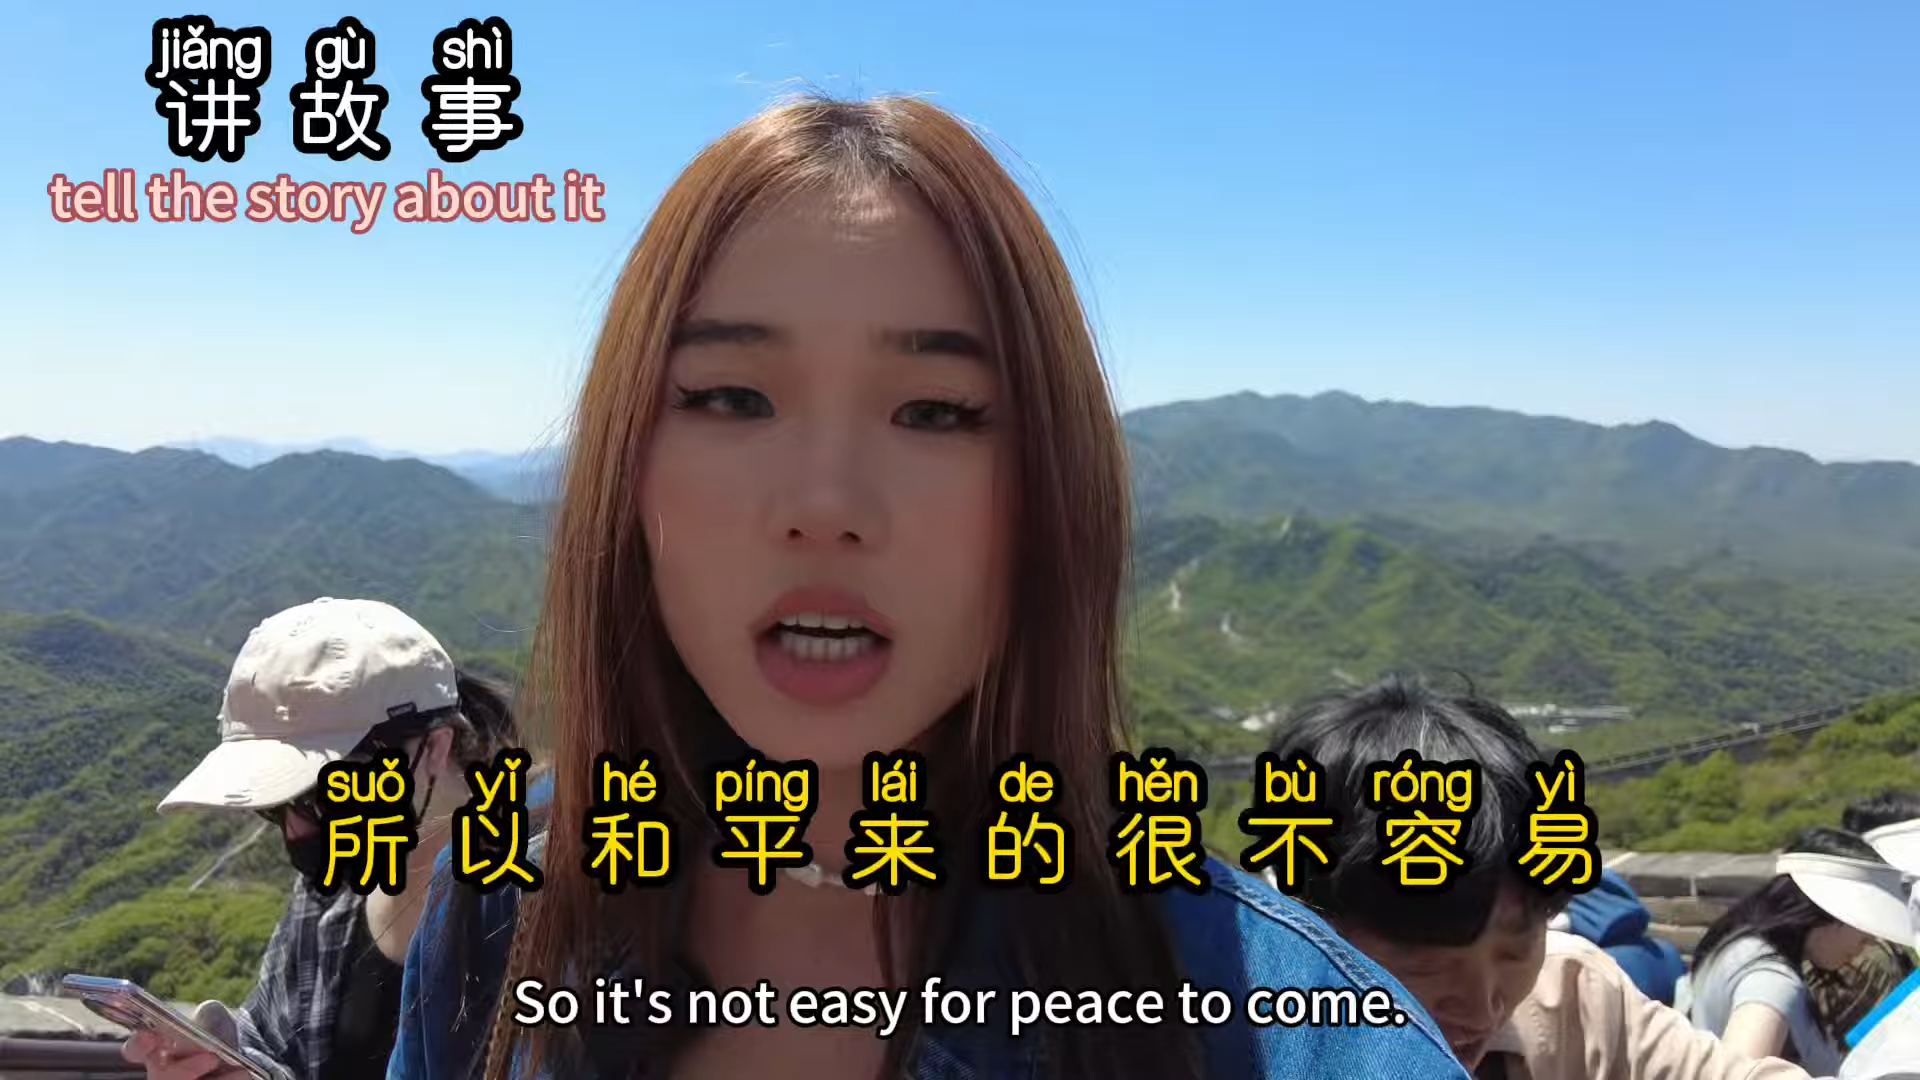 jiǎng gù shì
讲故事
tell the story about it
suǒ yǐ hé píng lái de hěn bù róng yì
所以和平来的很不容易
So it's not easy for peace to come.